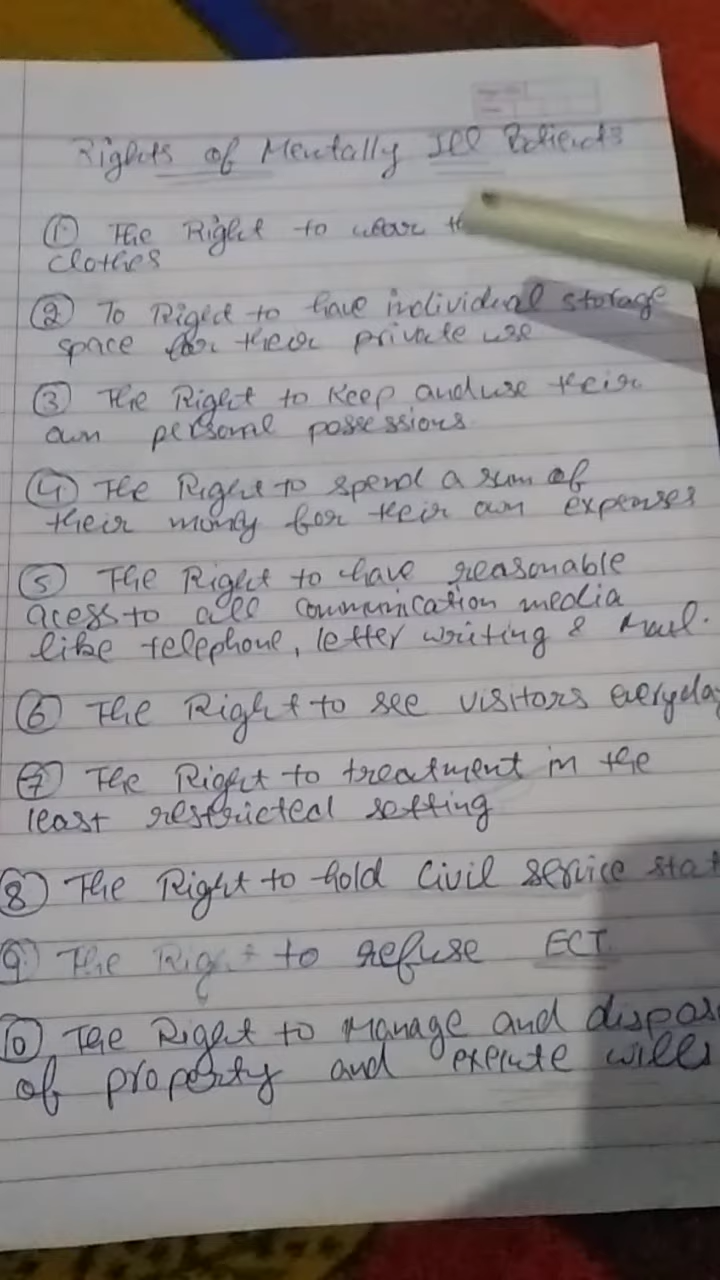 Rights of Mentally Ill Patients
① The Right to wear
clothes
② To Right to have individual storage
space for their private use
③ The Right to keep and use their
own personal possessions
④ The Right to spend a sum of
their money for their own expenses
⑤ The Right to have reasonable
acess to all communication media
like telephone, letter writing & Mail.
⑥ The Right to see visitors everyday
⑦ The Right to treatment in the
least restricted setting
⑧ The Right to hold civil service
⑨ The Right to refuse ECT
⑩ The Right to Manage and
of property and execute wills